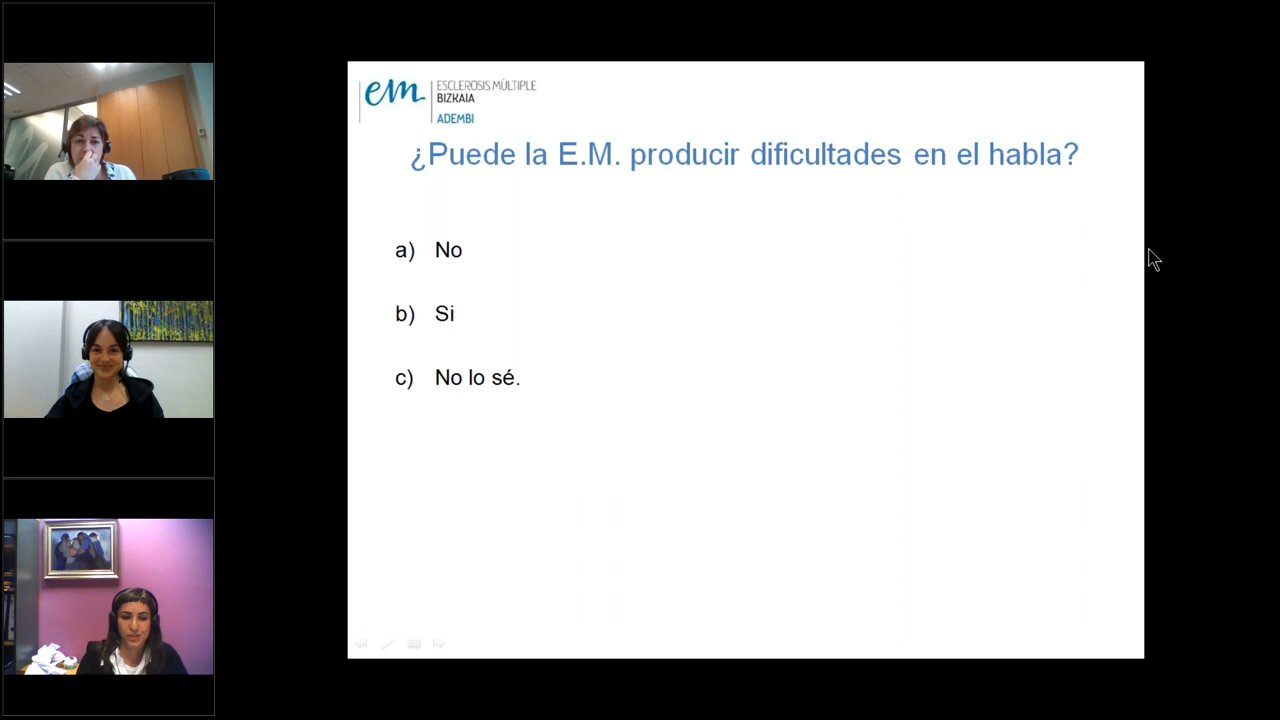 em
ESCLEROSIS MÚLTIPLE
BIZKAIA
ADEMBI
¿Puede la E.M. producir dificultades en el habla?
a) No
b) Si
c) No lo sé.